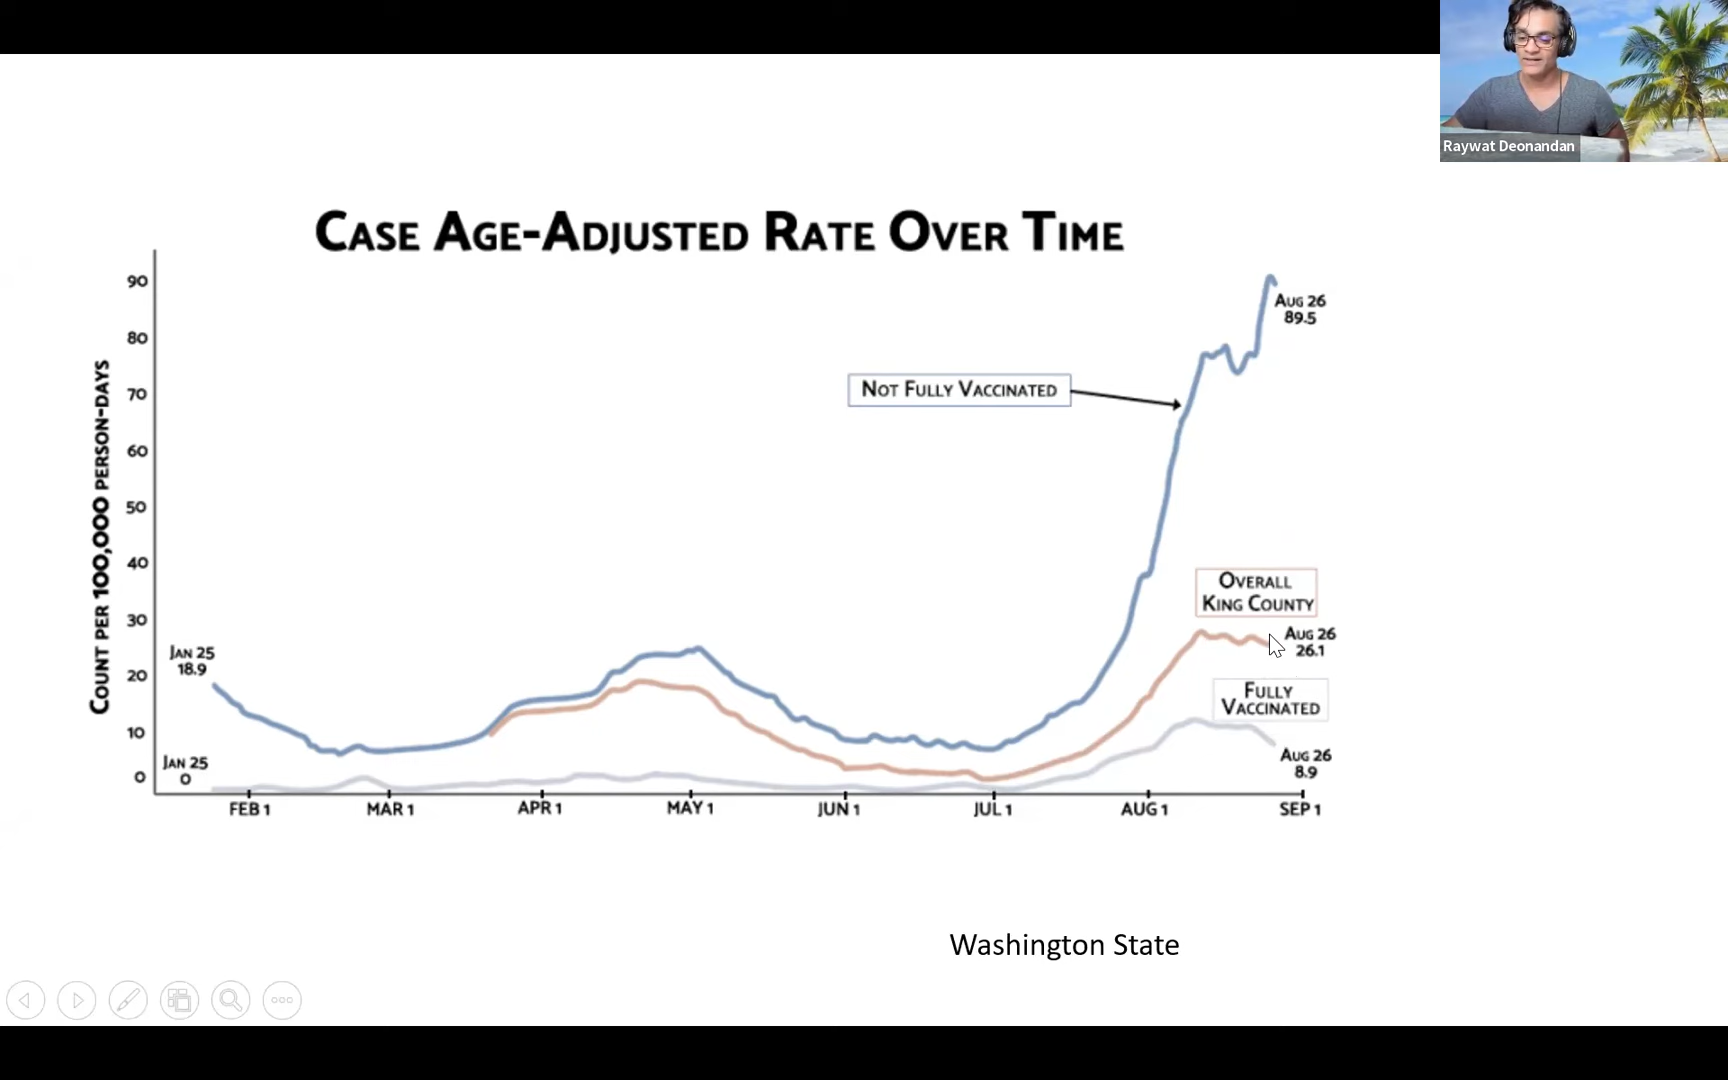 Raywat Deonandan
Case Age-Adjusted Rate Over Time
Count per 100,000 person-days
90
80
70
60
50
40
30
20
10
0
Jan 25
18.9
Jan 25
0
Not Fully Vaccinated
Aug 26
89.5
Overall
King County
Aug 26
26.1
Fully
Vaccinated
Aug 26
8.9
FEB 1
MAR 1
APR 1
MAY 1
JUN 1
JUL 1
AUG 1
SEP 1
Washington State